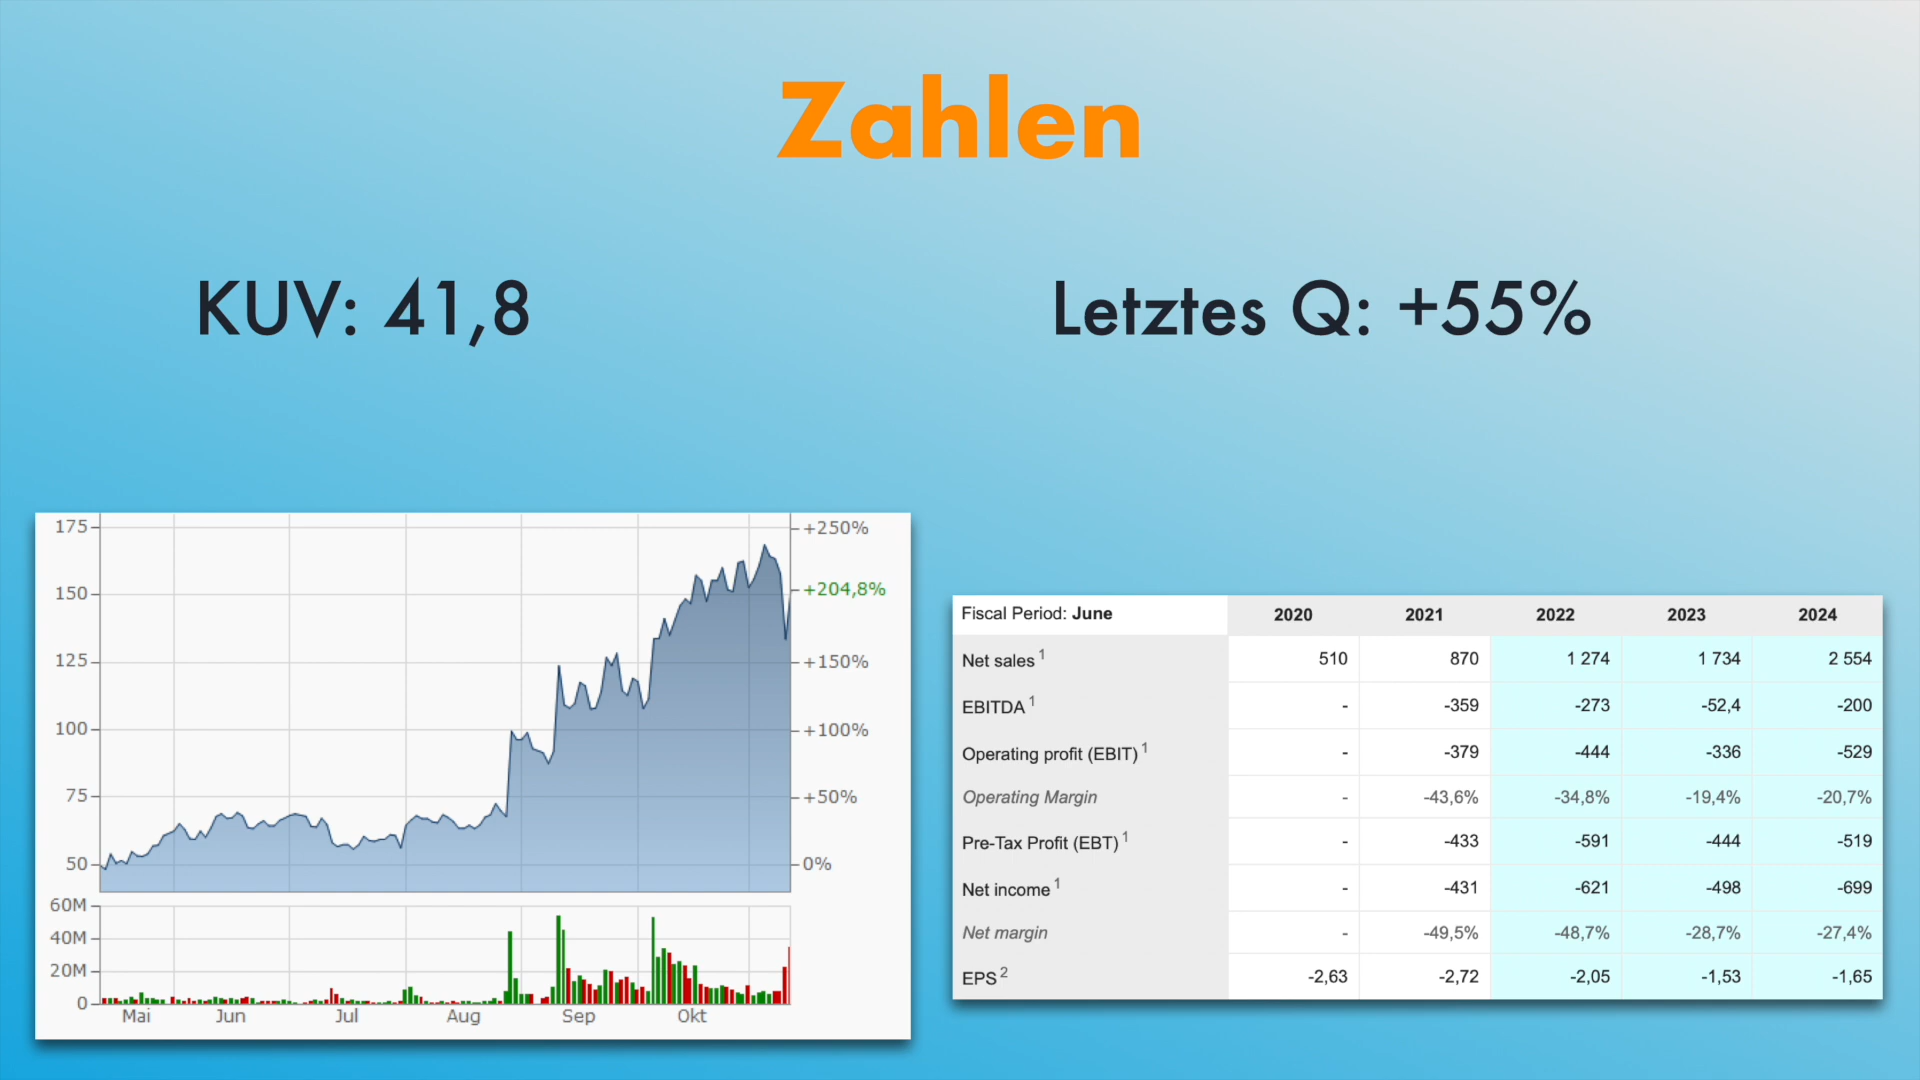 Zahlen
KUV: 41,8
Letztes Q: +55%
175
150
125
100
75
50
+250%
+204,8%
+150%
+100%
+50%
0%
60M
40M
20M
0
Mai Jun Jul Aug Sep Okt
Fiscal Period: June 2020 2021 2022 2023 2024
Net sales 1 510 870 1 274 1 734 2 554
EBITDA 1 - -359 -273 -52,4 -200
Operating profit (EBIT) 1 - -379 -444 -336 -529
Operating Margin - -43,6% -34,8% -19,4% -20,7%
Pre-Tax Profit (EBT) 1 - -433 -591 -444 -519
Net income 1 - -431 -621 -498 -699
Net margin - -49,5% -48,7% -28,7% -27,4%
EPS 2 -2,63 -2,72 -2,05 -1,53 -1,65